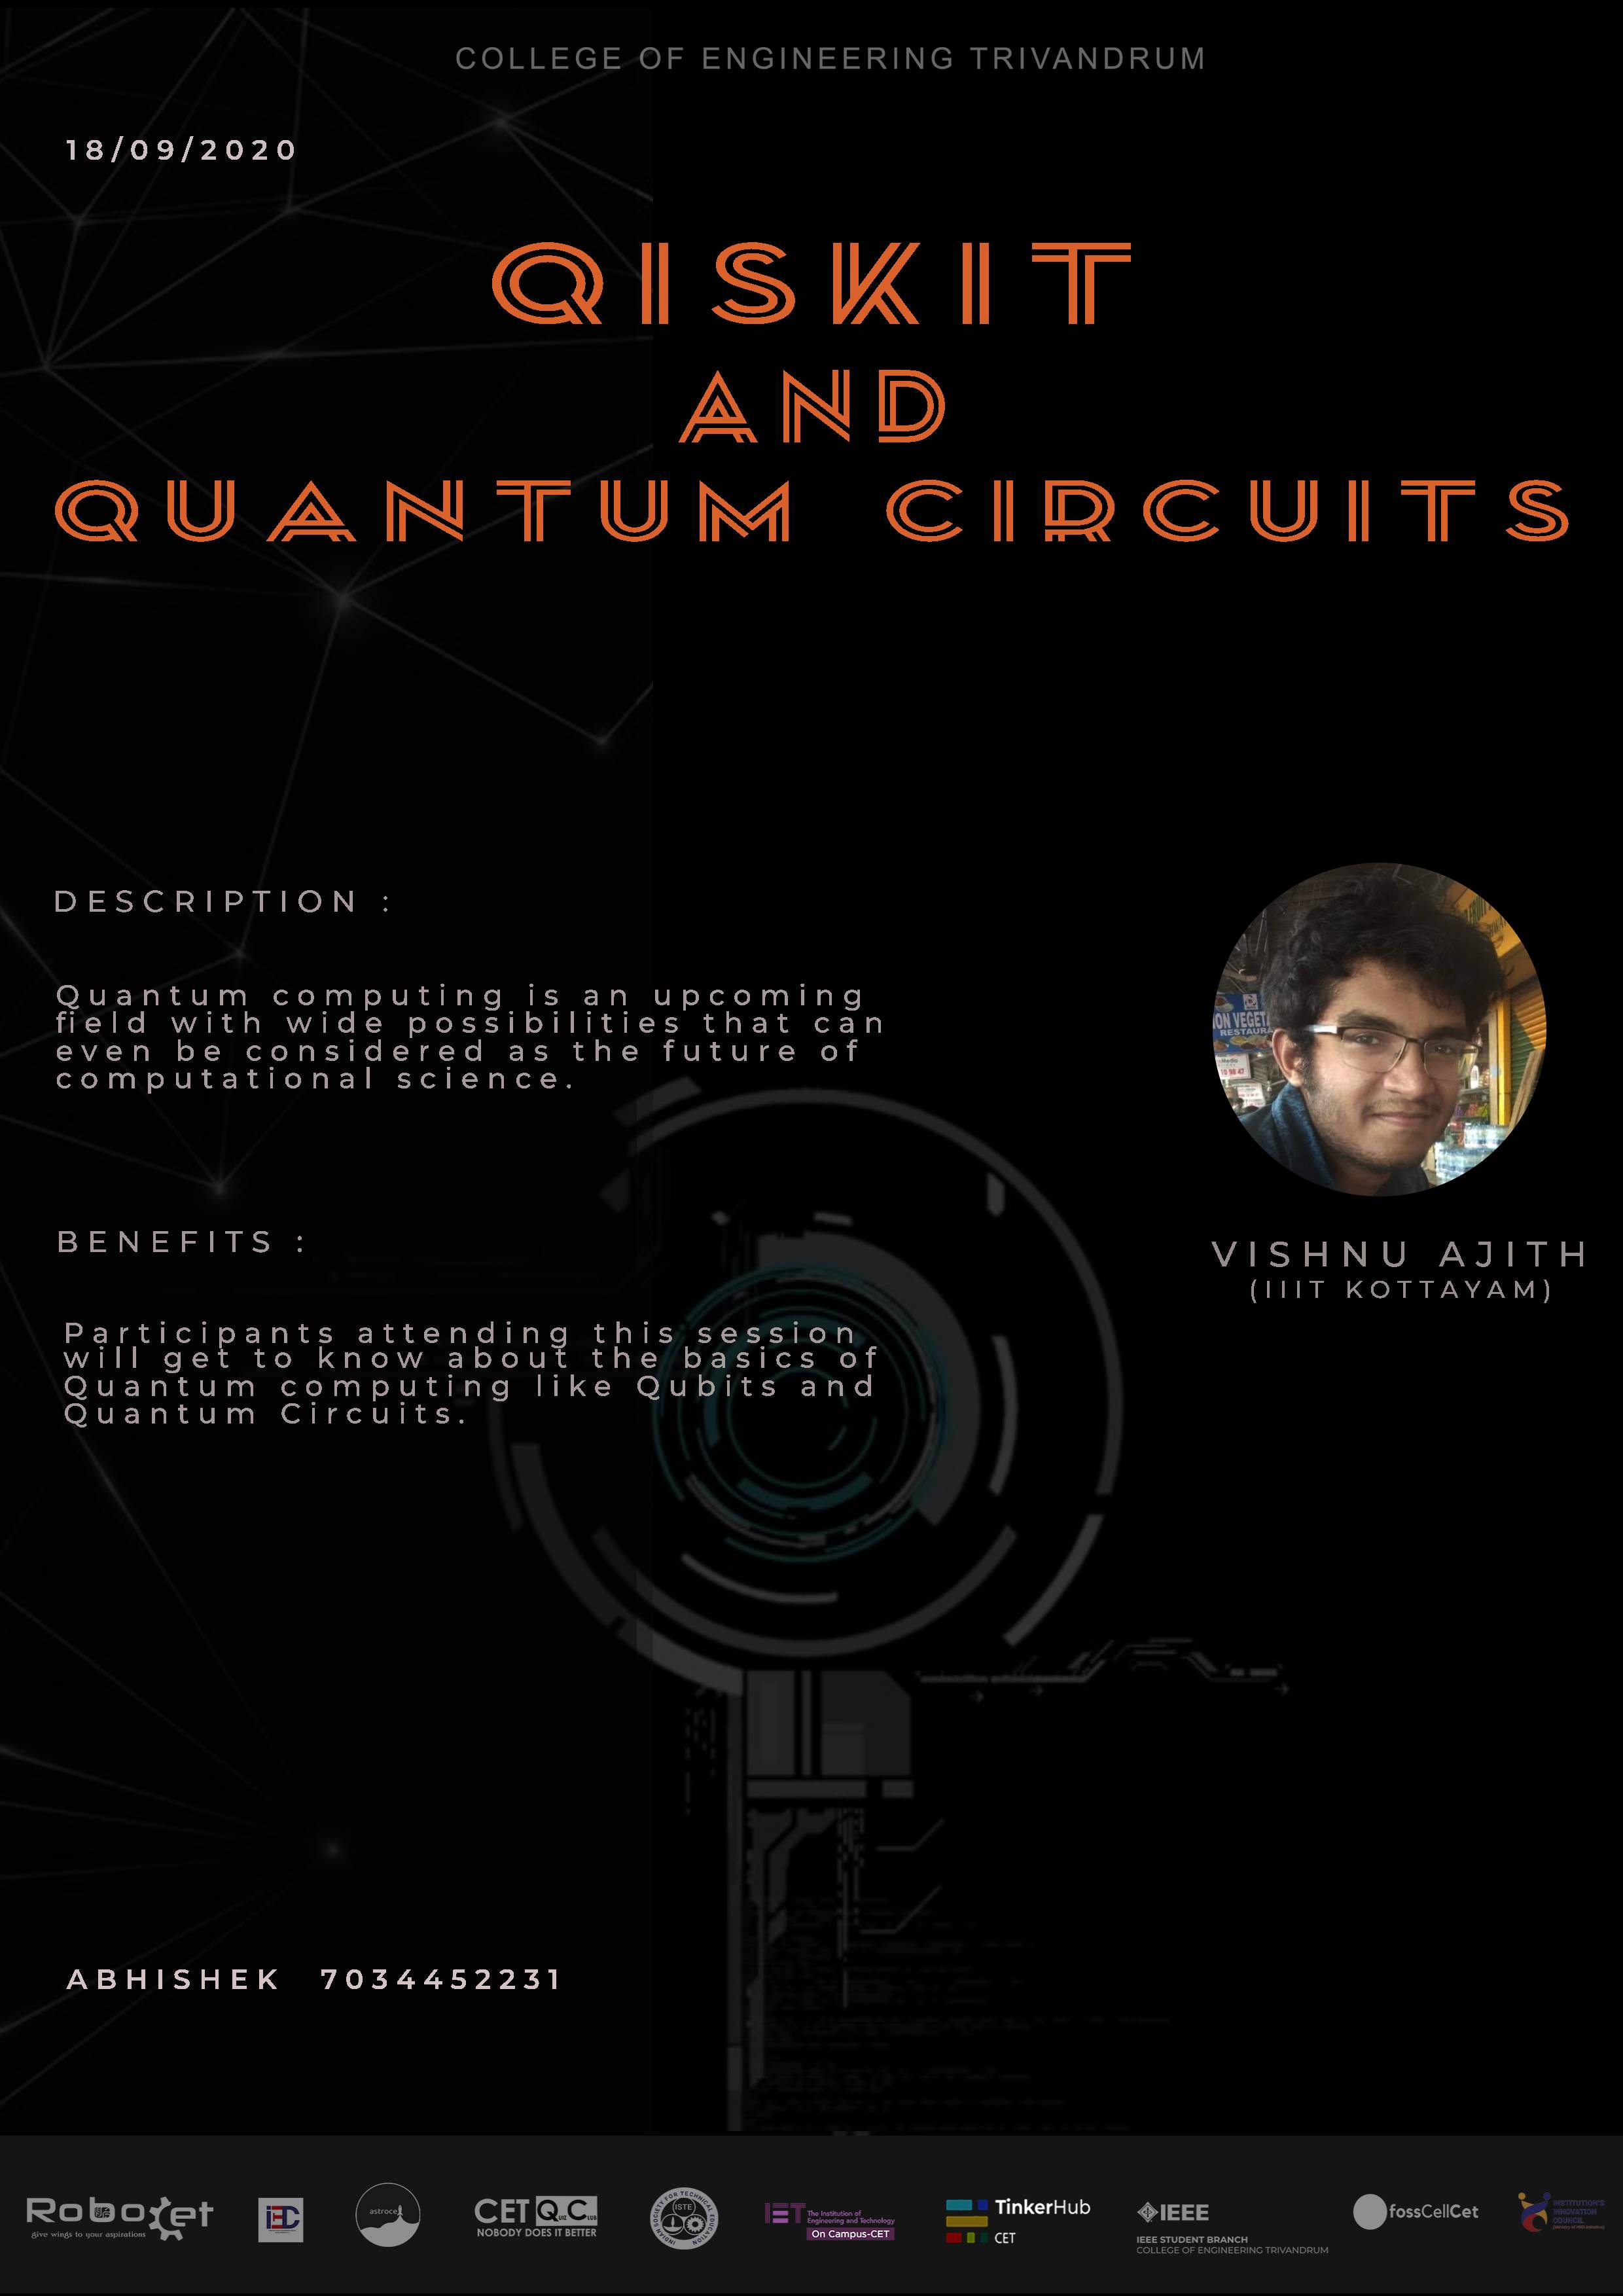 COLLEGE OF ENGINEERING TRIVANDRUM
18/09/2020
QISKIT
AND
QUANTUM CIRCUITS
DESCRIPTION :
Quantum computing is an upcoming
field with wide possibilities that can
even be considered as the future of
computational science.
ON VEGET
RESTAURA
BENEFITS :
Participants attending this session
will get to know about the basics of
Quantum computing like Qubits and
Quantum Circuits.
VISHNU AJITH
(IIIT KOTTAYAM)
ABHISHEK 7034452231
Robocet
give wings to your aspirations
iEDC
astrocet
CET QUIZ CLUB
NOBODY DOES IT BETTER
INDIAN SOCIETY FOR TECHNICAL EDUCATION
ISTE
IET The Institution of
Engineering and Technology
On Campus-CET
TinkerHub
CET
IEEE
IEEE STUDENT BRANCH
COLLEGE OF ENGINEERING TRIVANDRUM
fossCellCet
INSTITUTION'S
INNOVATION
COUNCIL